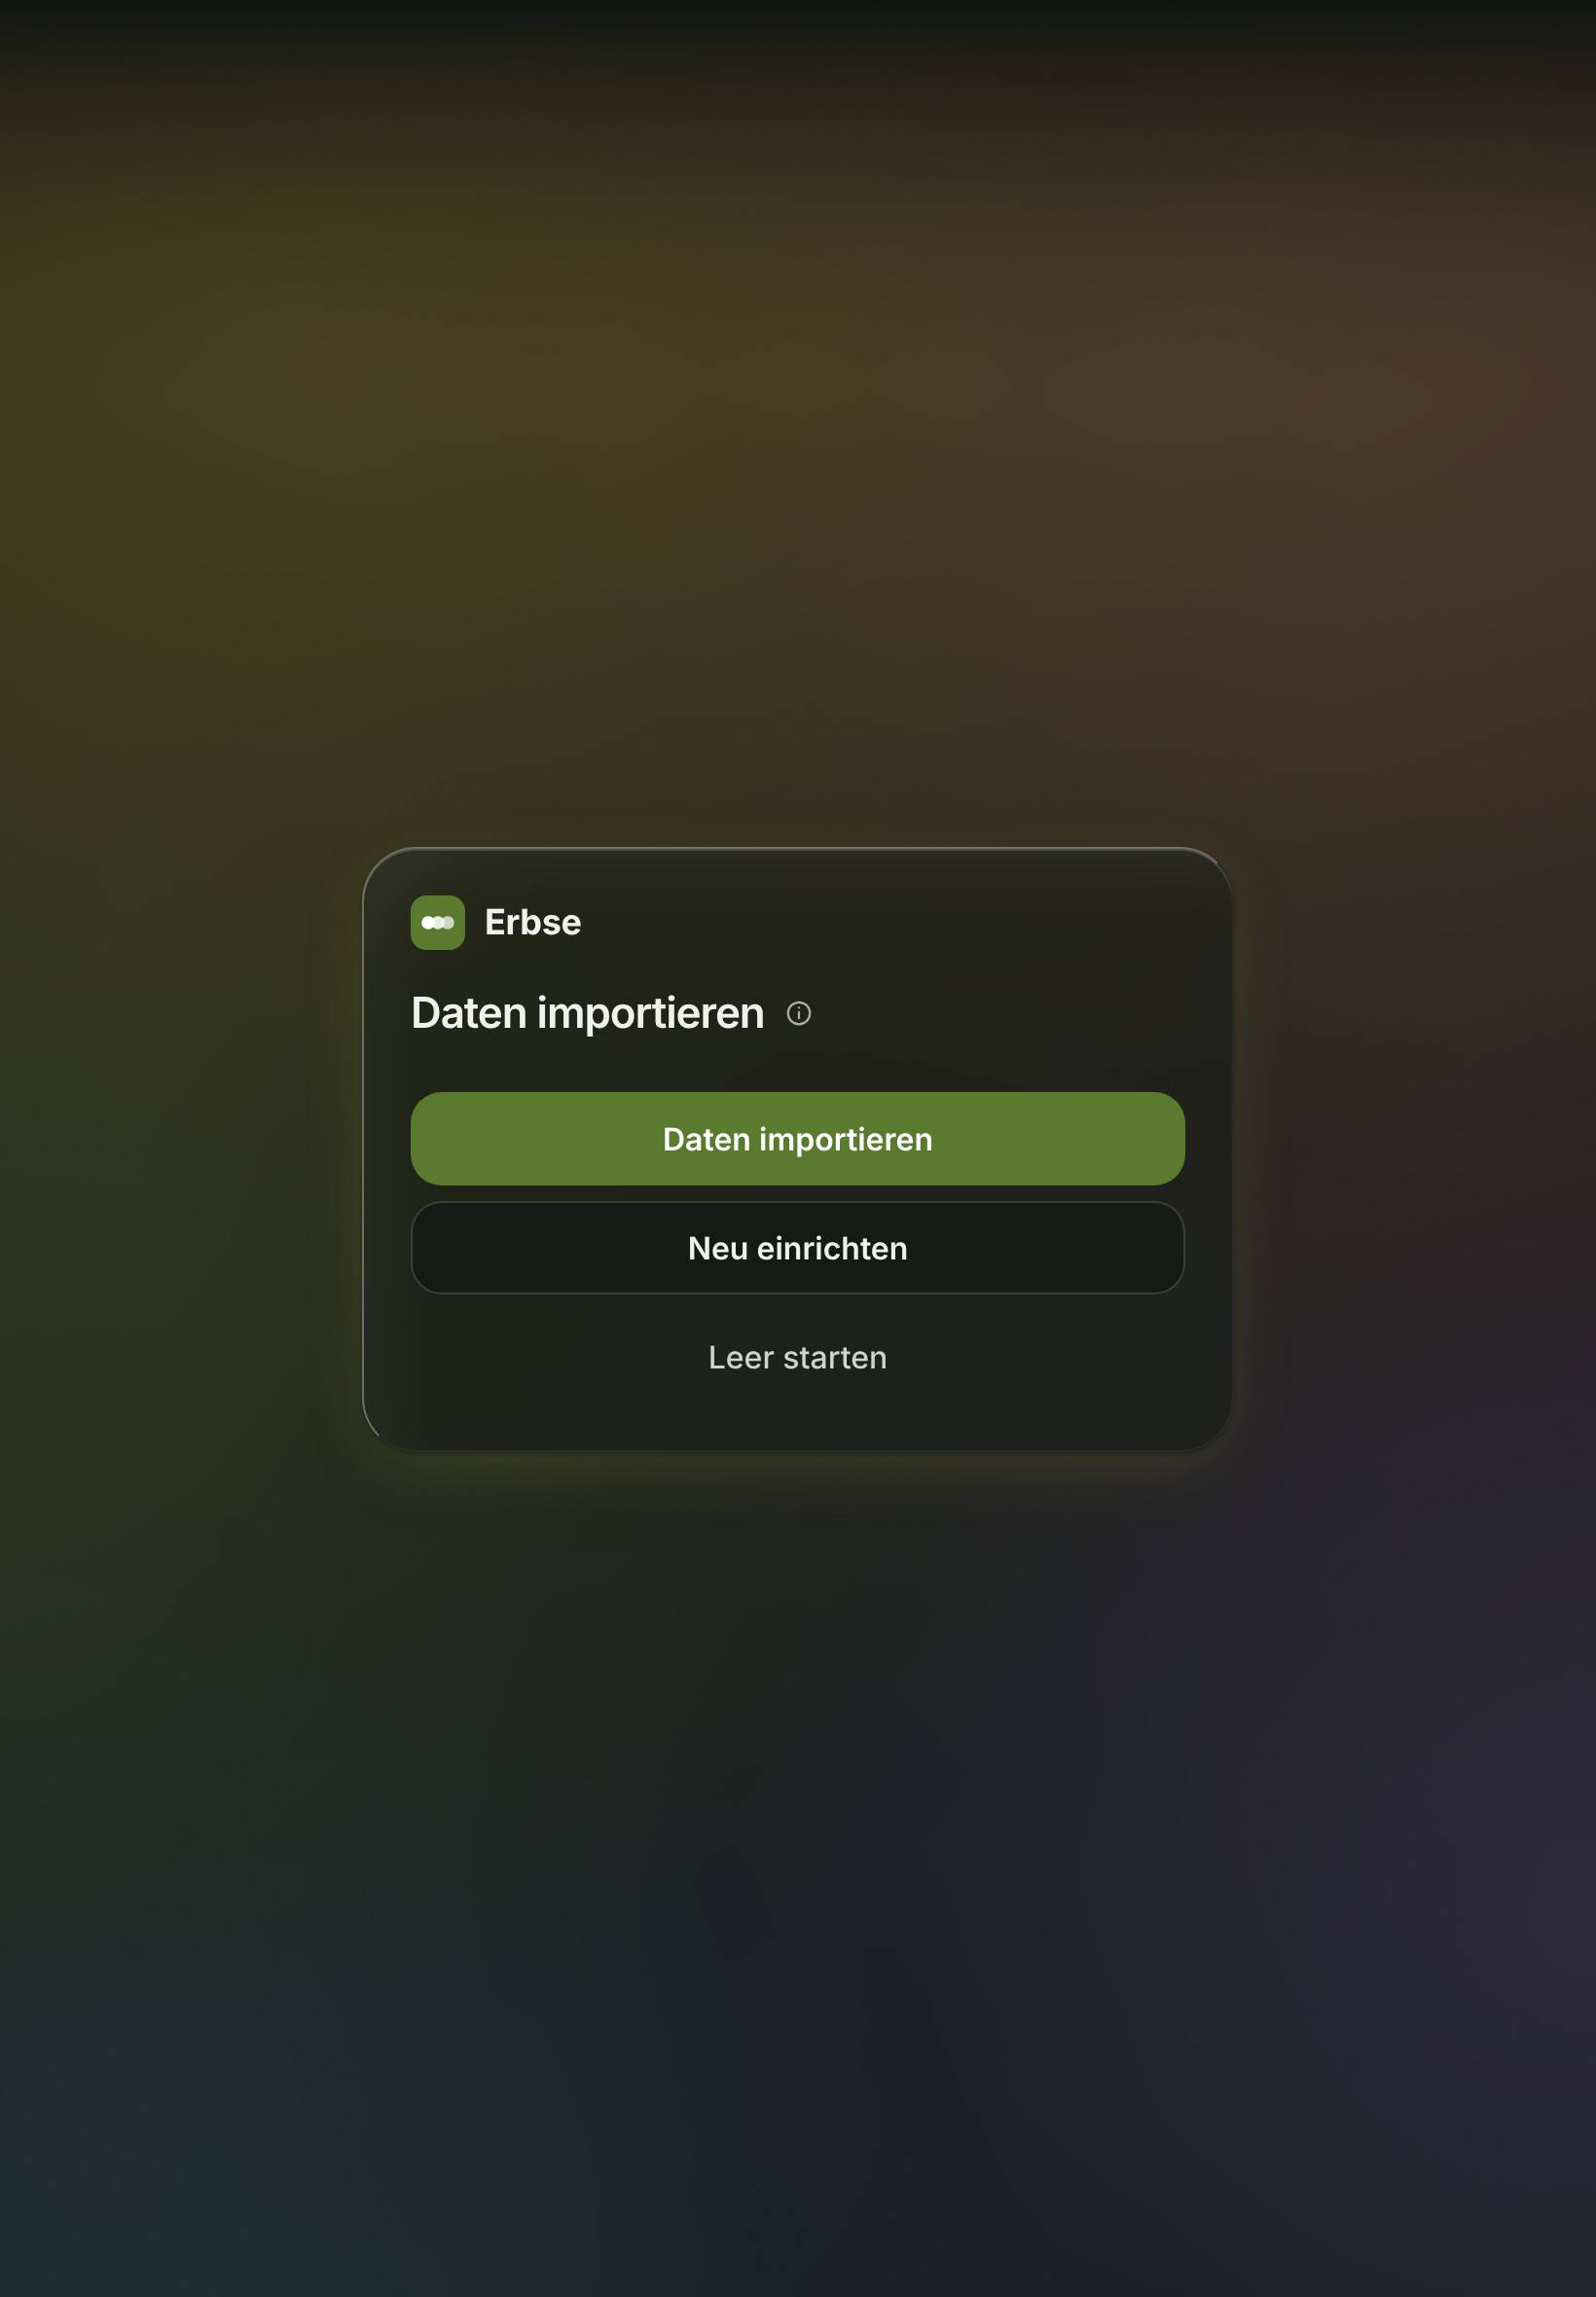 Erbse
Daten importieren
Daten importieren
Neu einrichten
Leer starten